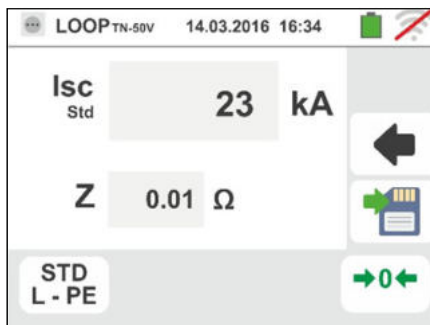 LOOP TN-50V 14.03.2016 16:34
Isc
Std
23 kA
Z 0.01 Ω
STD
L - PE
→0←